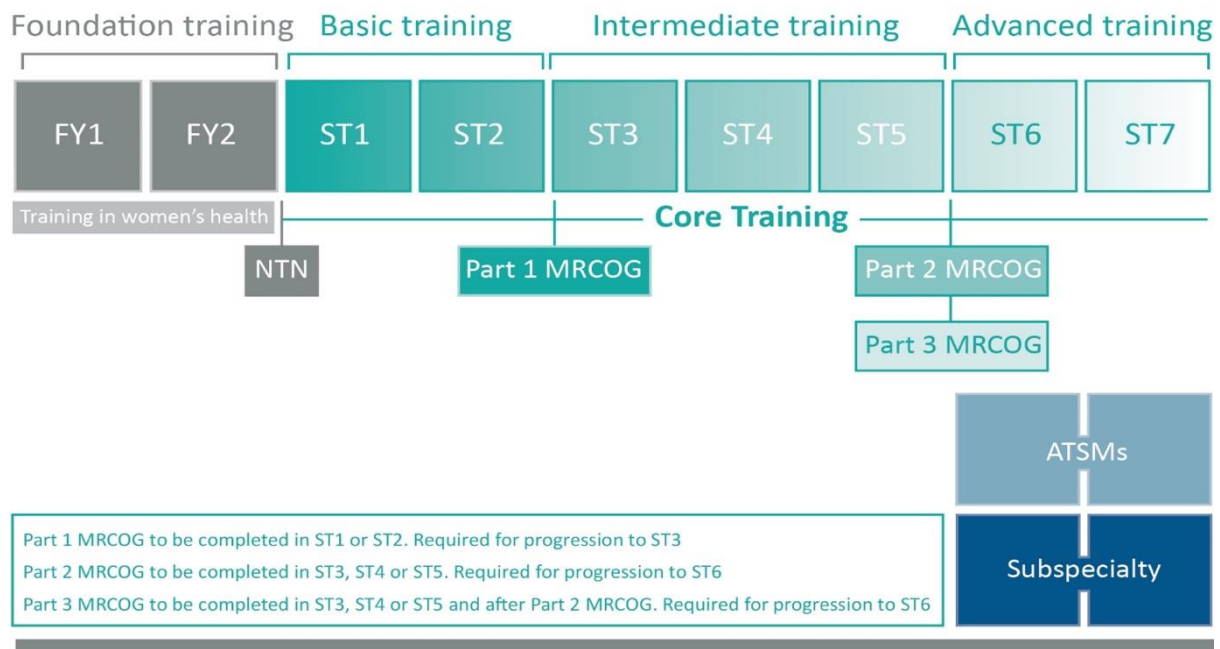 Foundation training Basic training Intermediate training Advanced training
FY1 FY2 ST1 ST2 ST3 ST4 ST5 ST6 ST7
Training in women's health
Core Training
NTN Part 1 MRCOG Part 2 MRCOG
Part 3 MRCOG
ATSMs
Part 1 MRCOG to be completed in ST1 or ST2. Required for progression to ST3
Part 2 MRCOG to be completed in ST3, ST4 or ST5. Required for progression to ST6
Part 3 MRCOG to be completed in ST3, ST4 or ST5 and after Part 2 MRCOG. Required for progression to ST6
Subspecialty